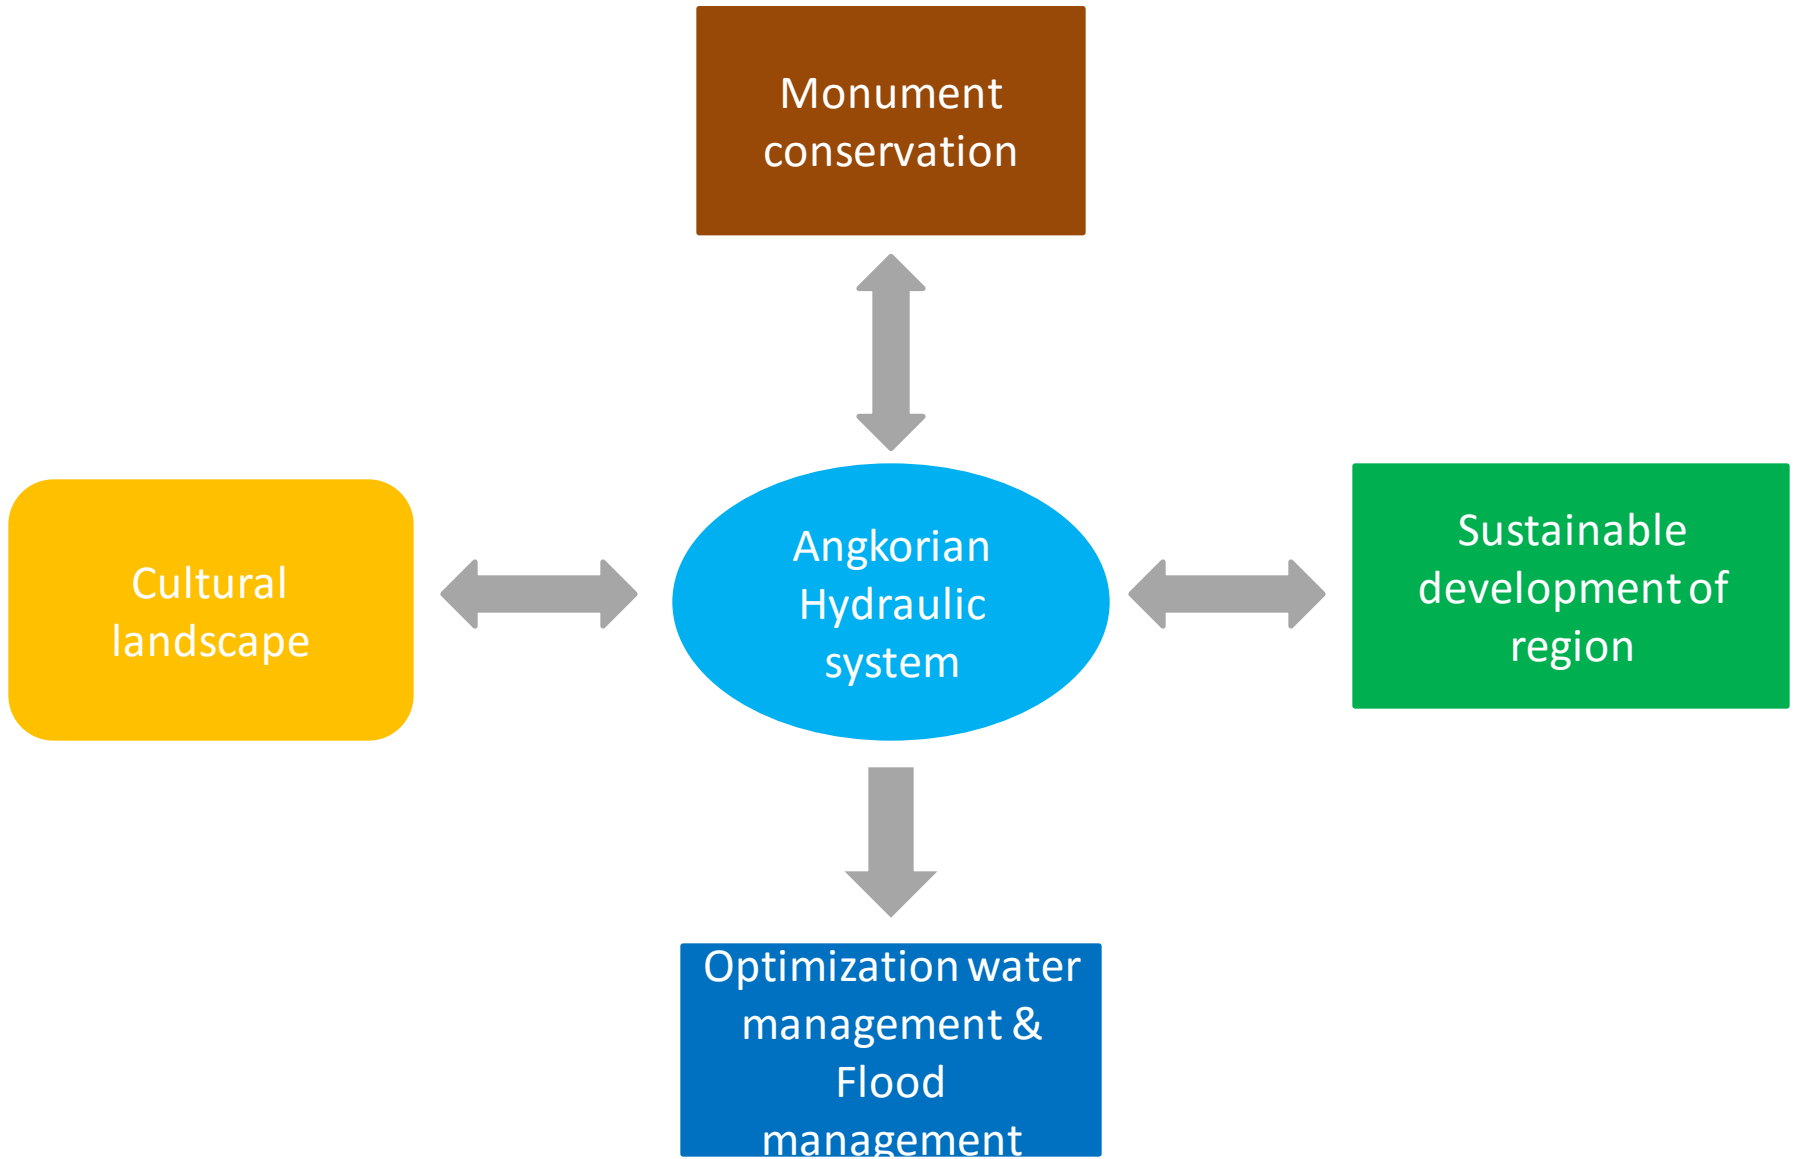 Monument
conservation
Cultural
landscape
Angkorian
Hydraulic
system
Sustainable
development of
region
Optimization water
management &
Flood
management